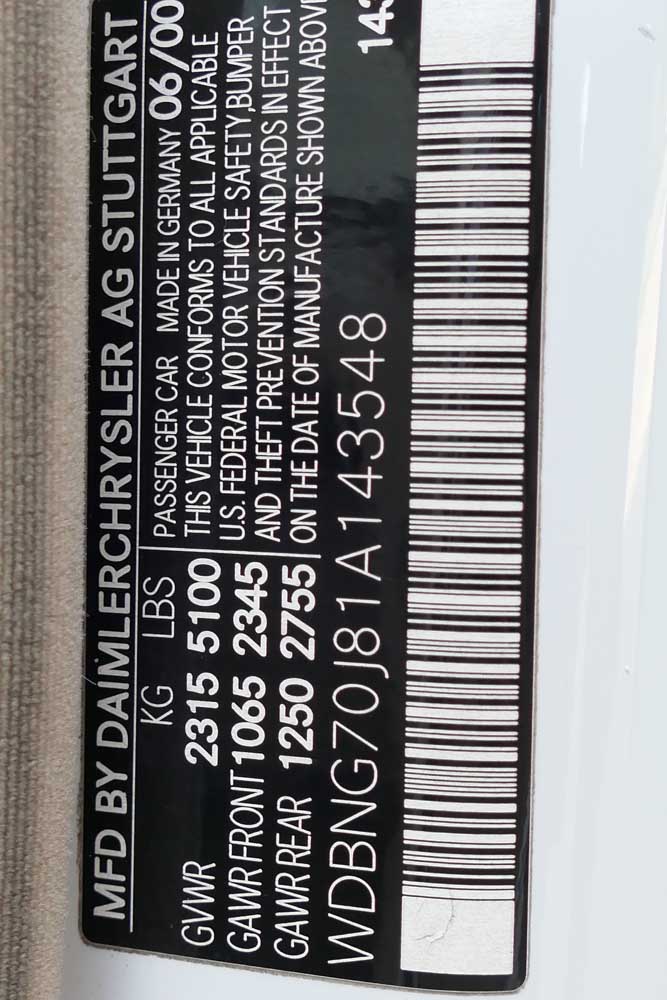 MFD BY DAIMLERCHRYSLER AG STUTTGART
KG LBS PASSENGER CAR MADE IN GERMANY 06/00
GVWR 2315 5100 THIS VEHICLE CONFORMS TO ALL APPLICABLE
U.S. FEDERAL MOTOR VEHICLE SAFETY,BUMPER
GAWR FRONT 1065 2345 AND THEFT PREVENTION STANDARDS IN EFFECT
GAWR REAR 1250 2755 ON THE DATE OF MANUFACTURE SHOWN ABOVE
WDBNG70J81A143548 143